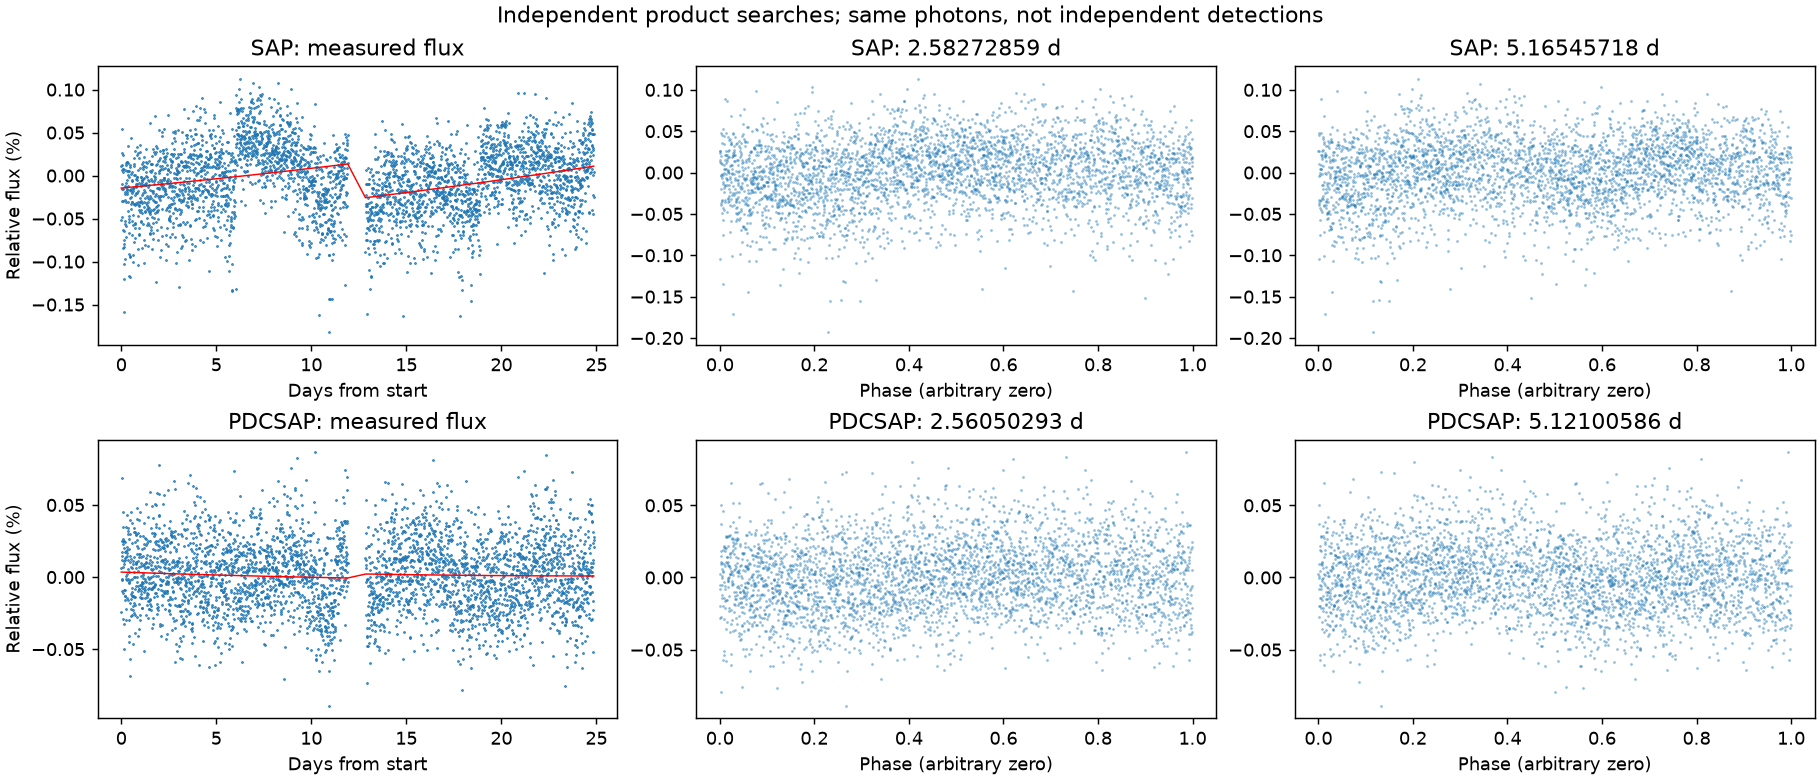 Independent product searches; same photons, not independent detections
SAP: measured flux
SAP: 2.58272859 d
SAP: 5.16545718 d
Relative flux (%)
0.10
0.05
0.00
−0.05
−0.10
−0.15
0 5 10 15 20 25
Days from start
0.10
0.05
0.00
−0.05
−0.10
−0.15
−0.20
0.0 0.2 0.4 0.6 0.8 1.0
Phase (arbitrary zero)
0.10
0.05
0.00
−0.05
−0.10
−0.15
−0.20
0.0 0.2 0.4 0.6 0.8 1.0
Phase (arbitrary zero)
PDCSAP: measured flux
PDCSAP: 2.56050293 d
PDCSAP: 5.12100586 d
Relative flux (%)
0.05
0.00
−0.05
0 5 10 15 20 25
Days from start
0.05
0.00
−0.05
0.0 0.2 0.4 0.6 0.8 1.0
Phase (arbitrary zero)
0.05
0.00
−0.05
0.0 0.2 0.4 0.6 0.8 1.0
Phase (arbitrary zero)